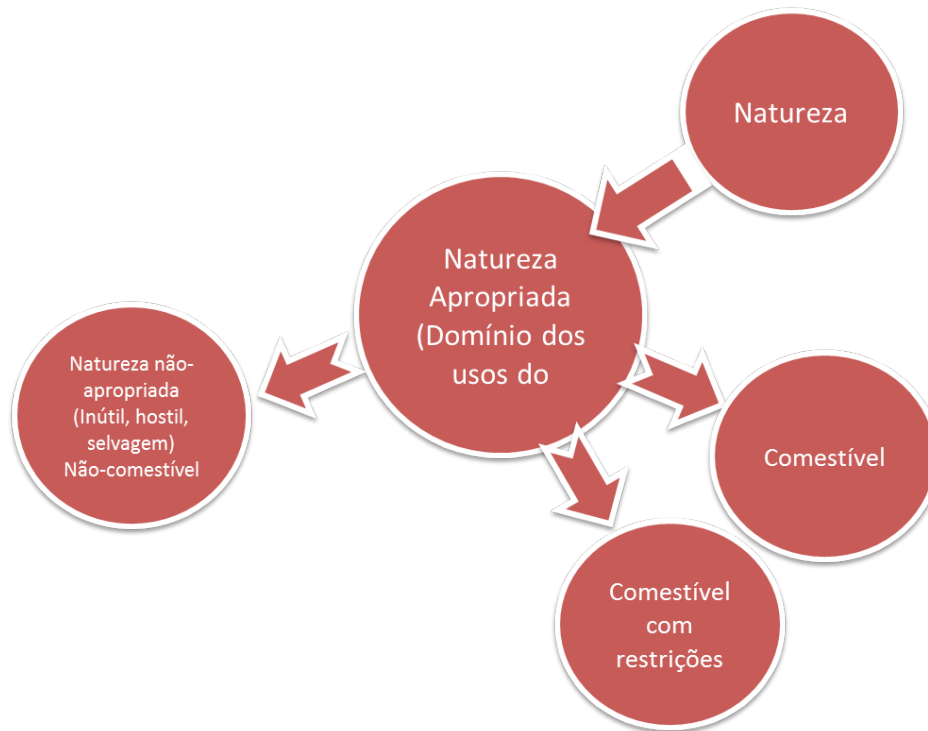 Natureza
Natureza
Apropriada
(Domínio dos
usos do
Natureza não-
apropriada
(Inútil, hostil,
selvagem)
Não-comestível
Comestível
Comestível
com
restrições